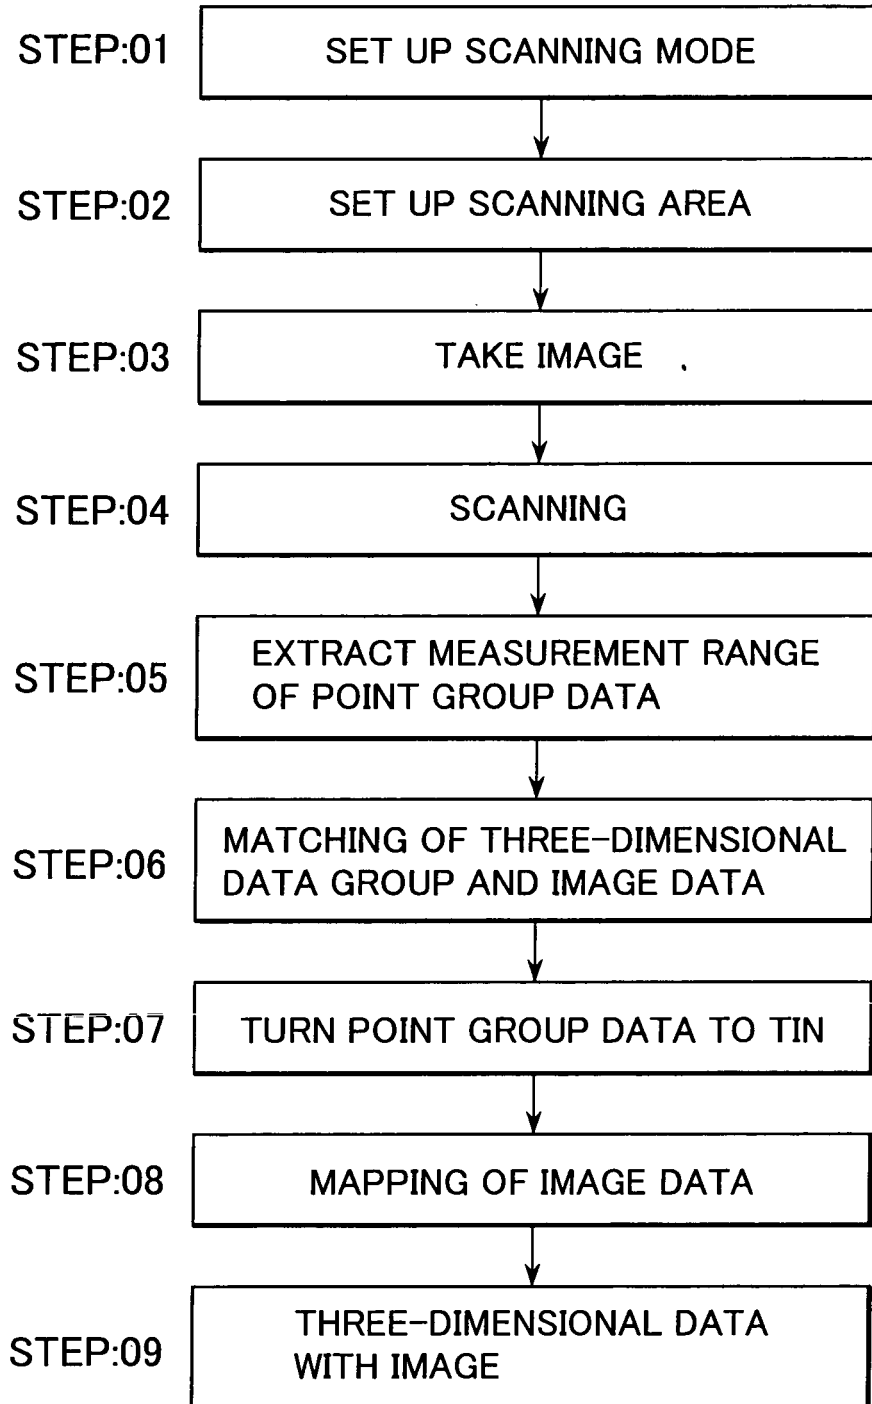 STEP:01 SET UP SCANNING MODE
STEP:02 SET UP SCANNING AREA
STEP:03 TAKE IMAGE
STEP:04 SCANNING
STEP:05 EXTRACT MEASUREMENT RANGE
OF POINT GROUP DATA
STEP:06 MATCHING OF THREE-DIMENSIONAL
DATA GROUP AND IMAGE DATA
STEP:07 TURN POINT GROUP DATA TO TIN
STEP:08 MAPPING OF IMAGE DATA
STEP:09 THREE-DIMENSIONAL DATA
WITH IMAGE